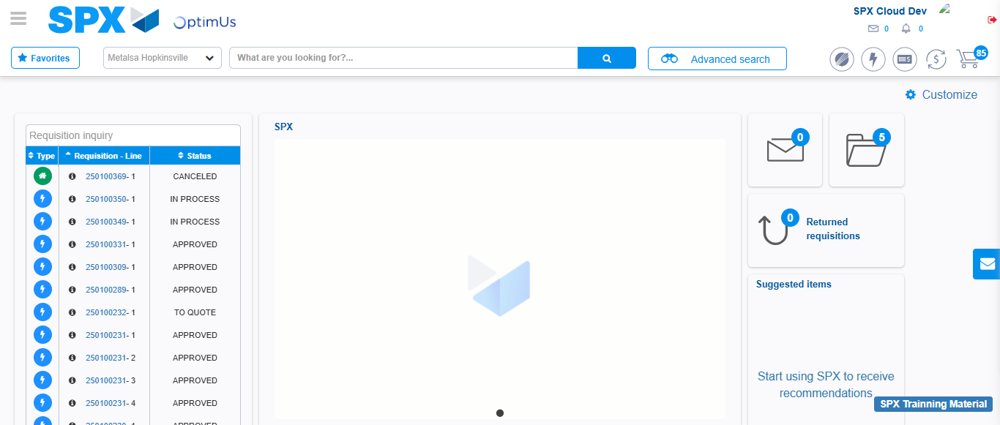 SPX OptimUs
SPX Cloud Dev
0 0
Favorites
Metalsa Hopkinsville
What are you looking for?...
Advanced search
$
$
85
Customize
Requisition inquiry
Type Requisition - Line Status
250100369- 1 CANCELED
250100350- 1 IN PROCESS
250100349- 1 IN PROCESS
250100331- 1 APPROVED
250100309- 1 APPROVED
250100289- 1 APPROVED
250100232- 1 TO QUOTE
250100231- 1 APPROVED
250100231- 2 APPROVED
250100231- 3 APPROVED
250100231- 4 APPROVED
SPX
0
5
0
Returned
requisitions
Suggested items
Start using SPX to receive
recommendations
SPX Trainning Material